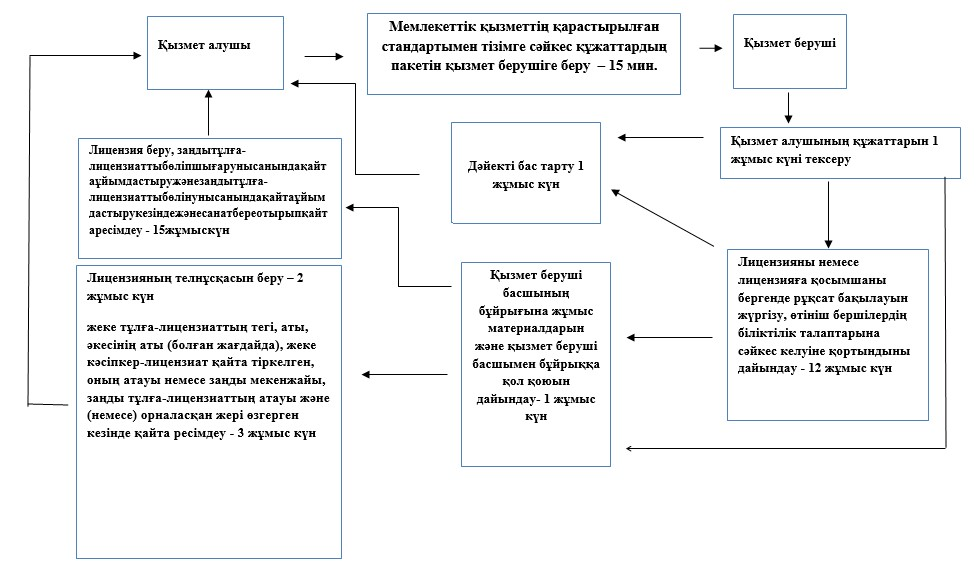 Қызмет алушы
Мемлекеттік қызметтің қарастырылған
стандартымен тізімге сәйкес құжаттардың
пакетін қызмет берушіге беру – 15 мин.
Қызмет беруші
Лицензия беру, заңдытұлға-
лицензиаттыбөліпшығарунысанындақайт
аұйымдастыружәнезаңдытұлға-
лицензиаттыбөлінунысанындақайтаұйым
дастырукезіндежәнесанатбереотырыпқайт
аресімдеу - 15жұмыскүн
Дәйекті бас тарту 1
жұмыс күн
Қызмет алушының құжаттарын 1
жұмыс күні тексеру
Лицензияның телнұсқасын беру – 2
жұмыс күн
жеке тұлға-лицензиаттың тегі, аты,
әкесінің аты (болған жағдайда), жеке
кәсіпкер-лицензиат қайта тіркелген,
оның атауы немесе заңды мекенжайы,
заңды тұлға-лицензиаттың атауы және
(немесе) орналасқан жері өзгерген
кезінде қайта ресімдеу - 3 жұмыс күн
Қызмет беруші
басшының
бұйрығына жұмыс
материалдарын
және қызмет беруші
басшымен бұйрыққа
қол қоюын
дайындау- 1 жұмыс
күн
Лицензияны немесе
лицензияға қосымшаны
бергенде рұқсат бақылауын
жүргізу, өтініш бершілердің
біліктілік талаптарына
сәйкес келуіне қортындыны
дайындау - 12 жұмыс күн